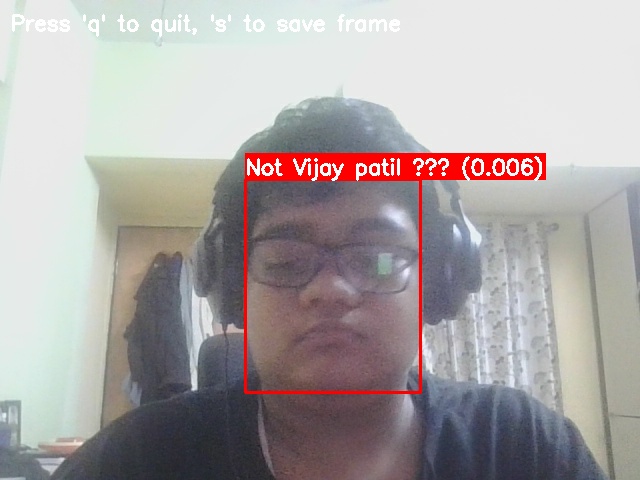 Press 'q' to quit, 's' to save frame
Not Vijay patil ??? (0.006)